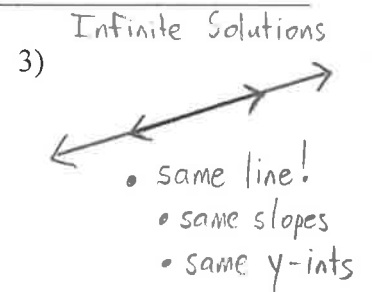 Infinite Solutions
3)
• same line!
• same slopes
• same y-ints